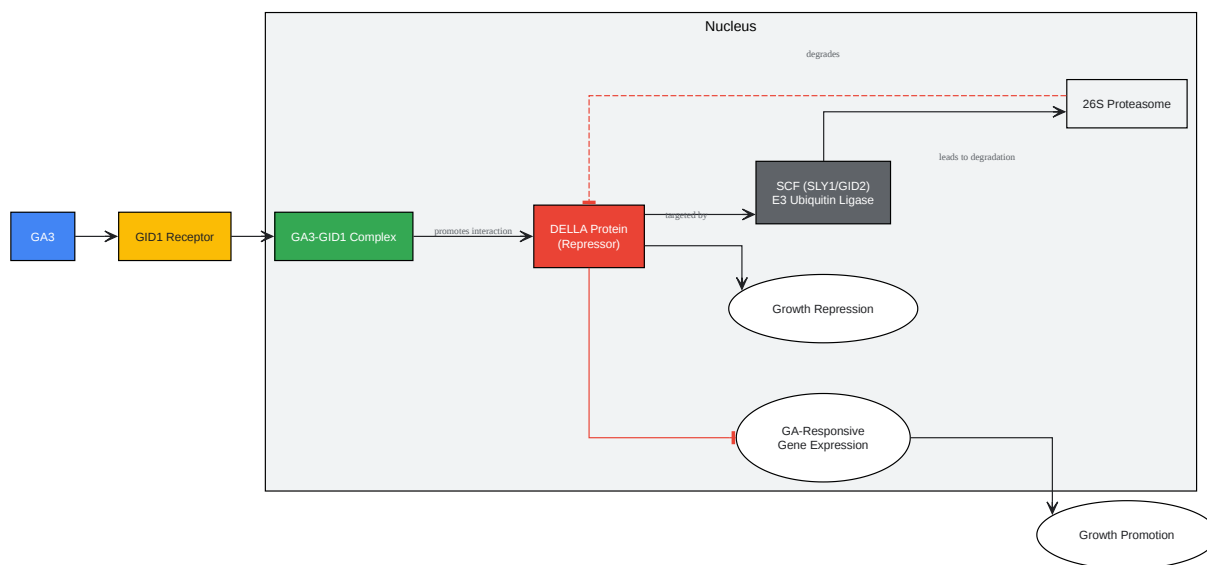 Nucleus
degrades
26S Proteasome
leads to degradation
SCF (SLY1/GID2)
E3 Ubiquitin Ligase
targeted by
GA3
GID1 Receptor
GA3-GID1 Complex
promotes interaction
DELLA Protein
(Repressor)
Growth Repression
GA-Responsive
Gene Expression
Growth Promotion